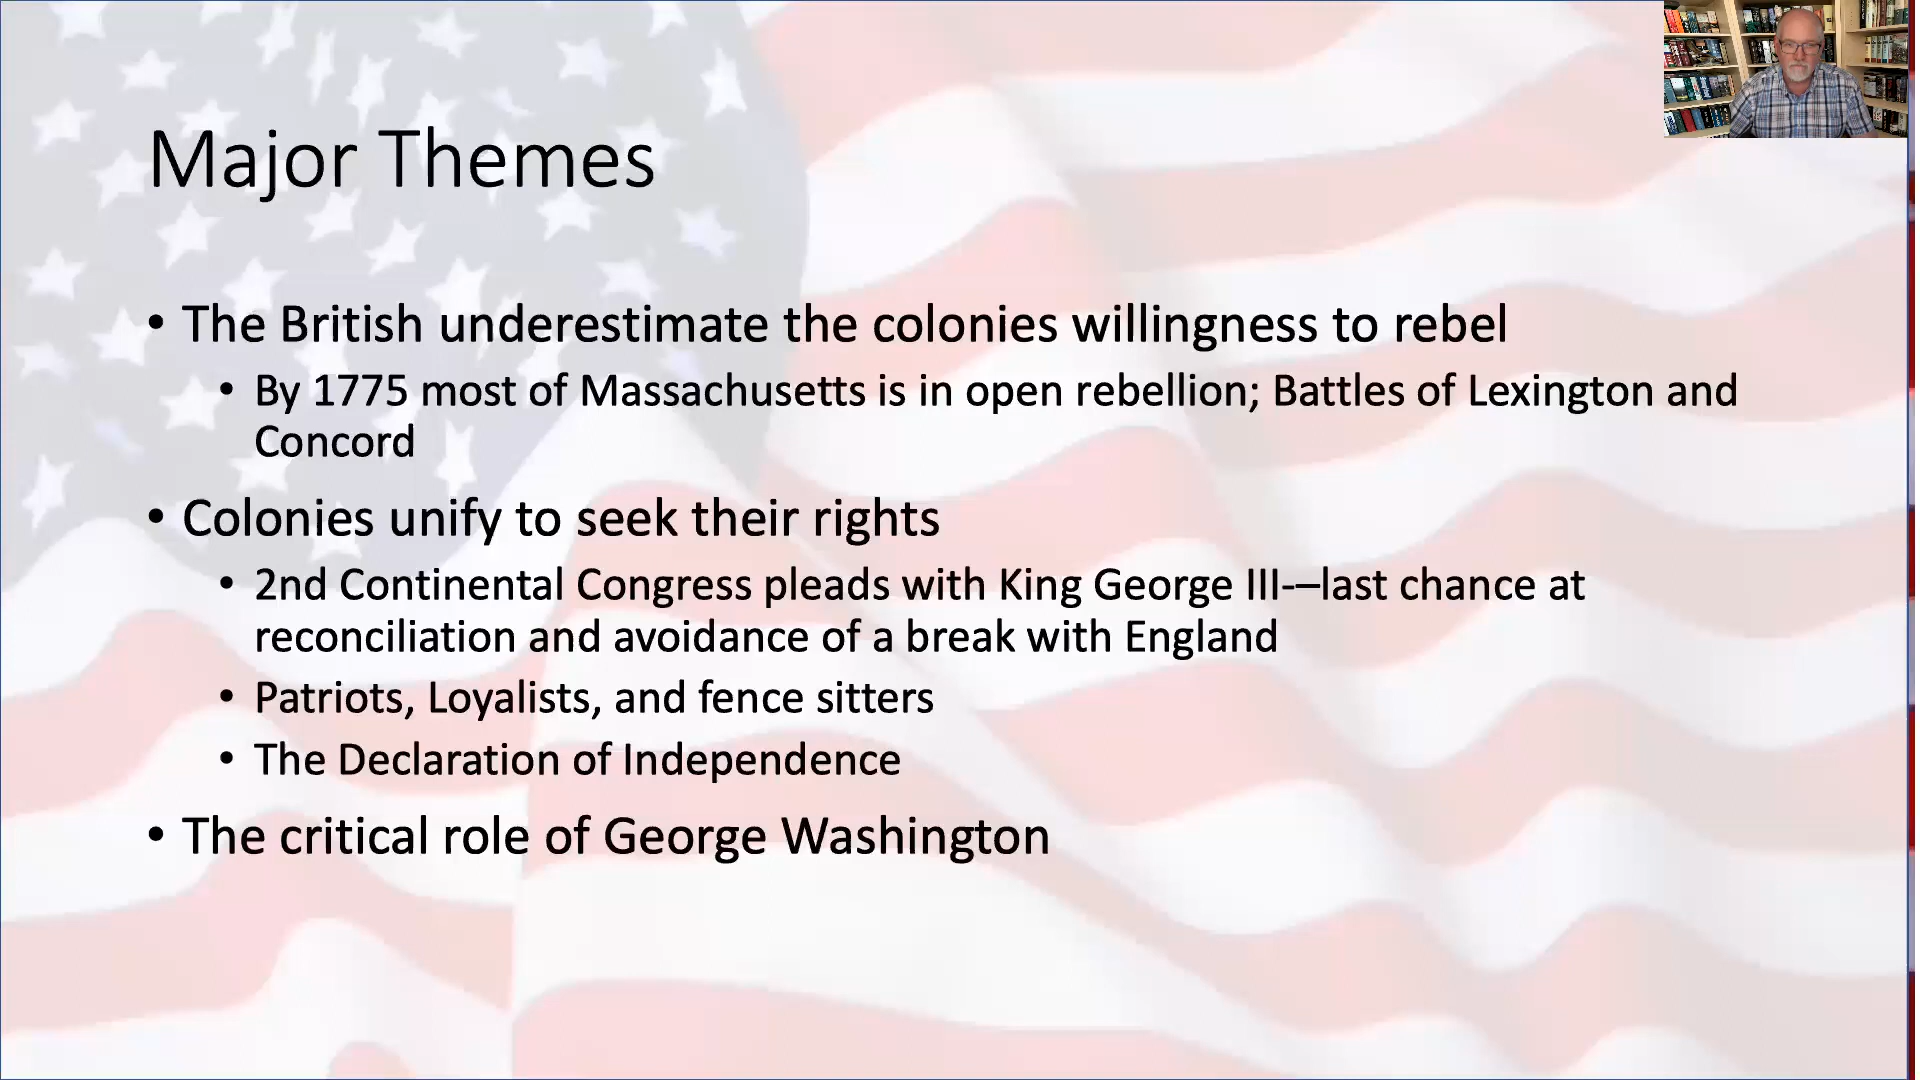 Major Themes
• The British underestimate the colonies willingness to rebel
• By 1775 most of Massachusetts is in open rebellion; Battles of Lexington and
Concord
• Colonies unify to seek their rights
• 2nd Continental Congress pleads with King George III-–last chance at
reconciliation and avoidance of a break with England
• Patriots, Loyalists, and fence sitters
• The Declaration of Independence
• The critical role of George Washington